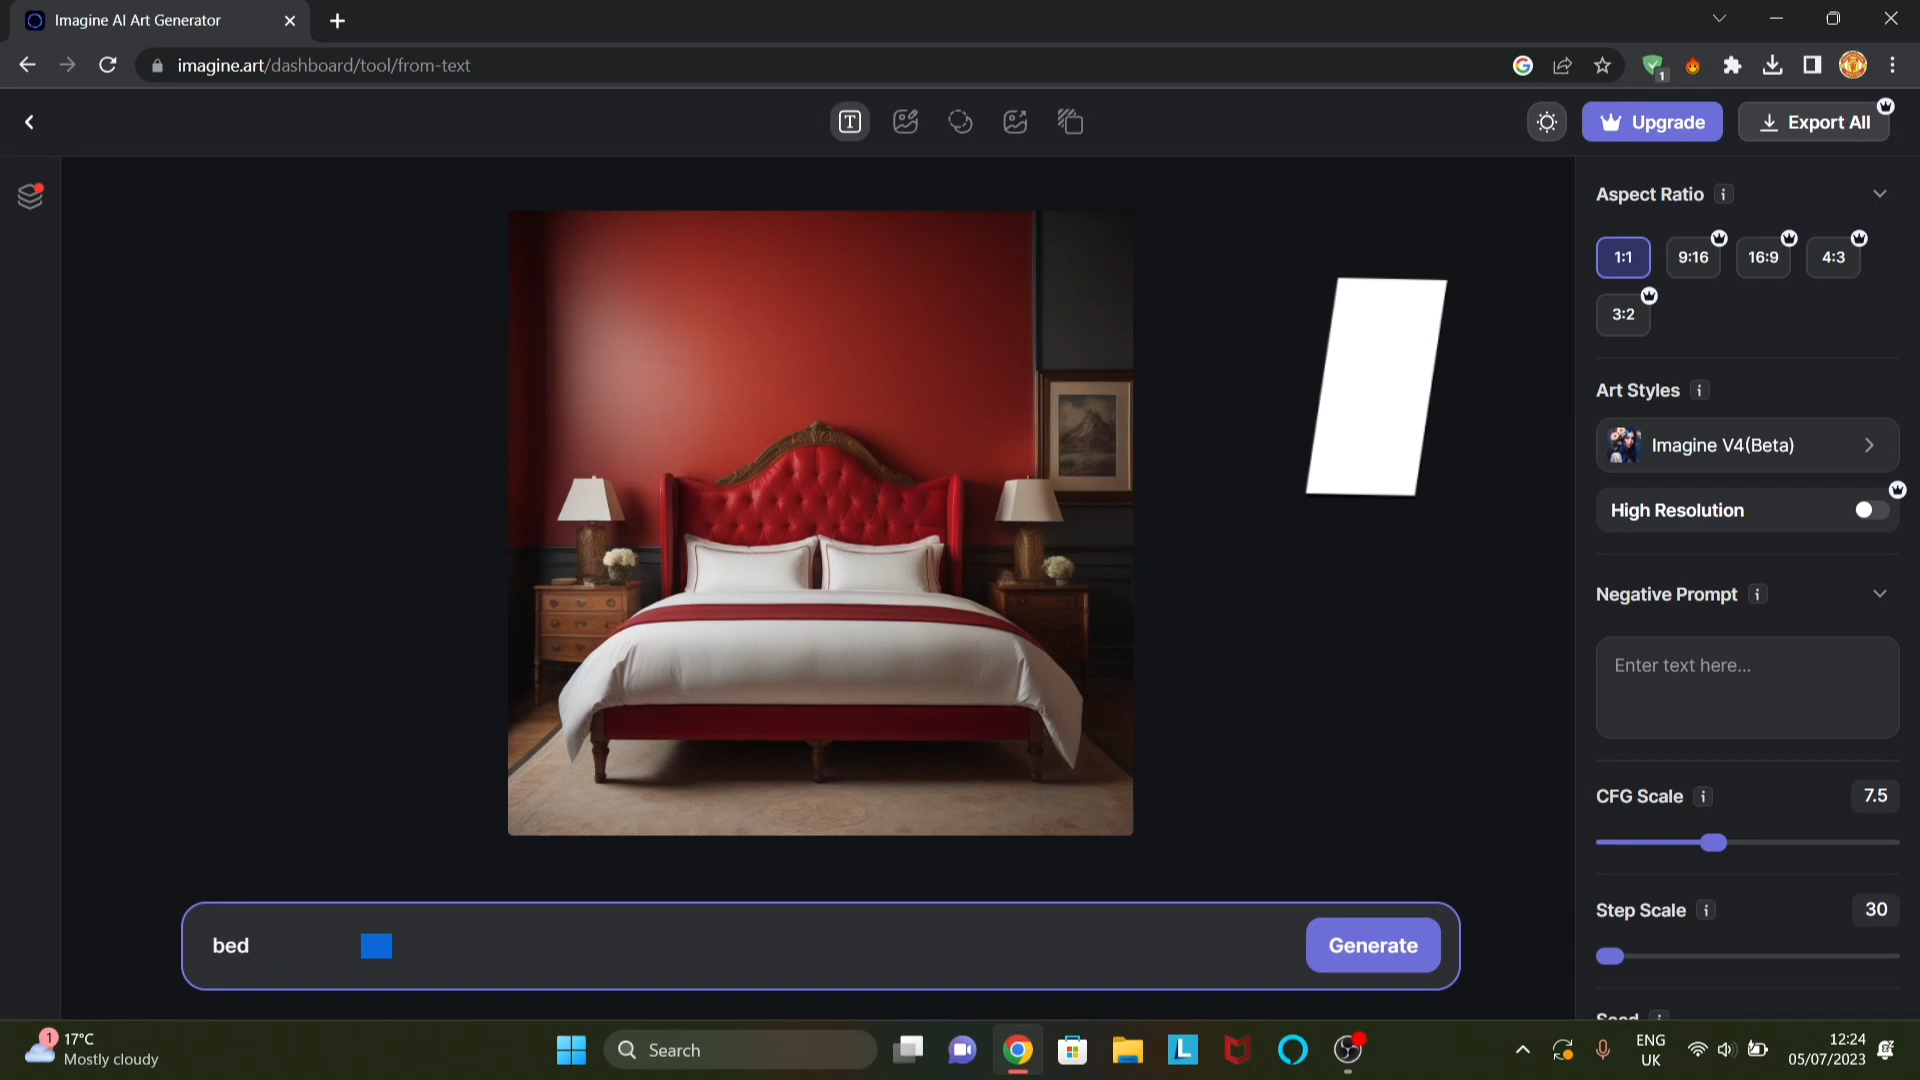 Imagine AI Art Generator
imagine.art/dashboard/tool/from-text
1
T
Upgrade
Export All
Aspect Ratio i
1:1
9:16
16:9
4:3
3:2
Art Styles i
Imagine V4(Beta)
High Resolution
Negative Prompt i
Enter text here...
CFG Scale i
7.5
Step Scale i
30
Seed i
bed
Generate
1
17°C
Mostly cloudy
Search
L
ENG
UK
12:24
05/07/2023